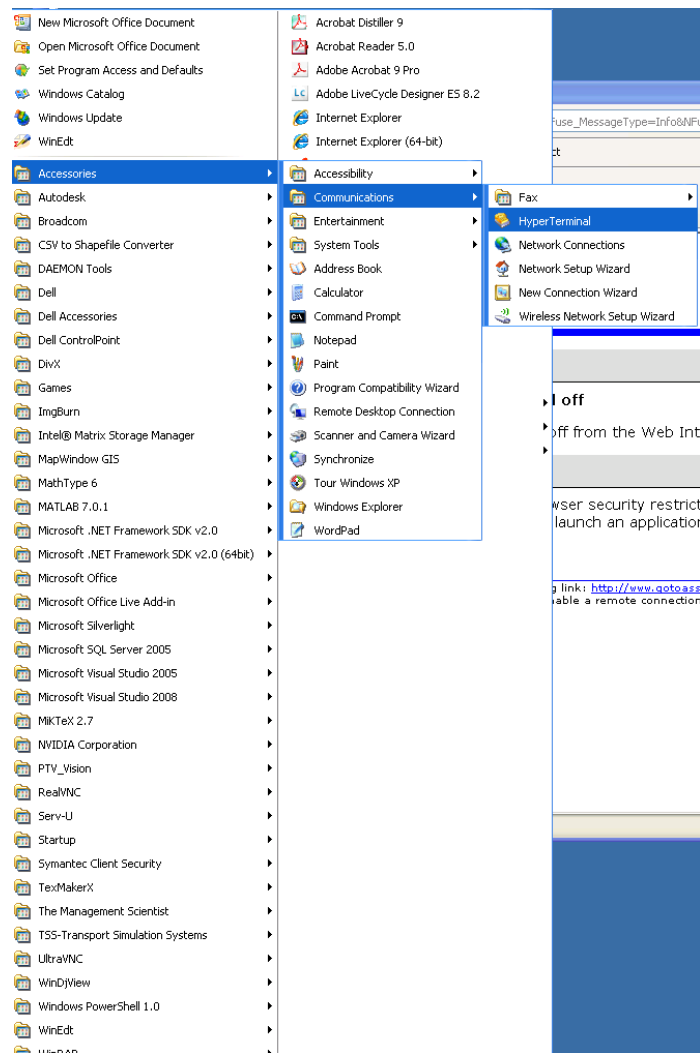 New Microsoft Office Document
Open Microsoft Office Document
Set Program Access and Defaults
Windows Catalog
Windows Update
WinEdt
Accessories
Autodesk
Broadcom
CSV to Shapefile Converter
DAEMON Tools
Dell
Dell Accessories
Dell ControlPoint
DivX
Games
ImgBurn
Intel® Matrix Storage Manager
MapWindow GIS
MathType 6
MATLAB 7.0.1
Microsoft .NET Framework SDK v2.0
Microsoft .NET Framework SDK v2.0 (64bit)
Microsoft Office
Microsoft Office Live Add-in
Microsoft Silverlight
Microsoft SQL Server 2005
Microsoft Visual Studio 2005
Microsoft Visual Studio 2008
MiKTeX 2.7
NVIDIA Corporation
PTV_Vision
RealVNC
Serv-U
Startup
Symantec Client Security
TexMakerX
The Management Scientist
TSS-Transport Simulation Systems
UltraVNC
WinDjView
Windows PowerShell 1.0
WinEdt
Acrobat Distiller 9
Acrobat Reader 5.0
Adobe Acrobat 9 Pro
Lc Adobe LiveCycle Designer ES 8.2
Internet Explorer
Internet Explorer (64-bit)
Accessibility
Communications
Entertainment
System Tools
Address Book
Calculator
Command Prompt
Notepad
Paint
Program Compatibility Wizard
Remote Desktop Connection
Scanner and Camera Wizard
Synchronize
Tour Windows XP
Windows Explorer
WordPad
Fax
HyperTerminal
Network Connections
Network Setup Wizard
New Connection Wizard
Wireless Network Setup Wizard
Fuse_MessageType=Info&NFu
ct
l off
off from the Web Int
wser security restrict
launch an application
g link: http://www.gotoass
able a remote connection